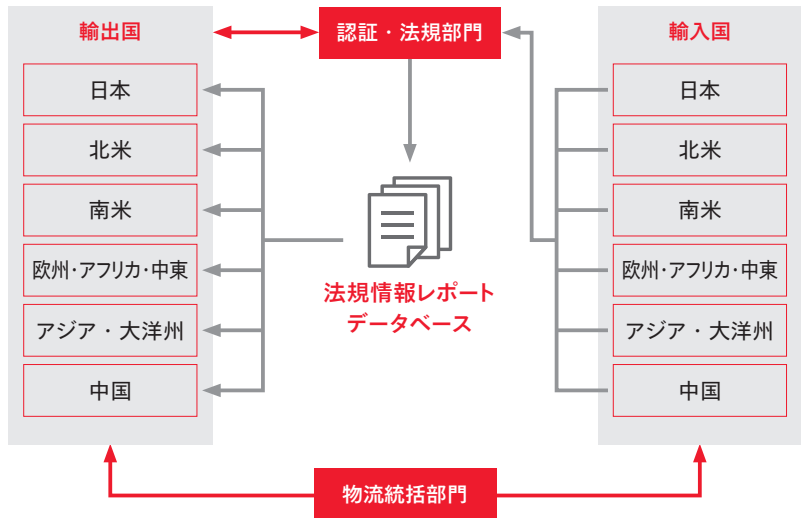 輸出国
認証・法規部門
輸入国
日本
北米
南米
欧州・アフリカ・中東
アジア・大洋州
中国
法規情報レポート
データベース
日本
北米
南米
欧州・アフリカ・中東
アジア・大洋州
中国
物流統括部門